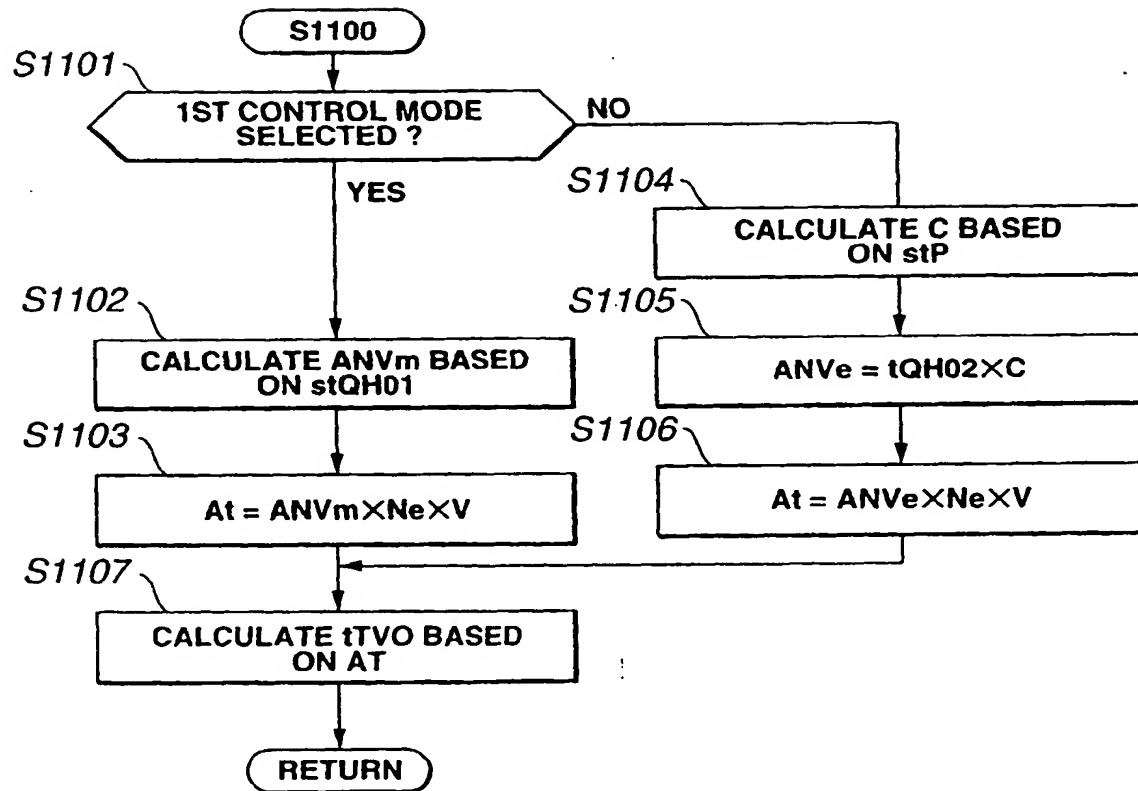 S1100
S1101
1ST CONTROL MODE
SELECTED ?
NO
YES
S1104
CALCULATE C BASED
ON stP
S1102
CALCULATE ANVm BASED
ON stQH01
S1105
ANVe = tQH02×C
S1103
At = ANVm×Ne×V
S1106
At = ANVe×Ne×V
S1107
CALCULATE tTVO BASED
ON AT
RETURN